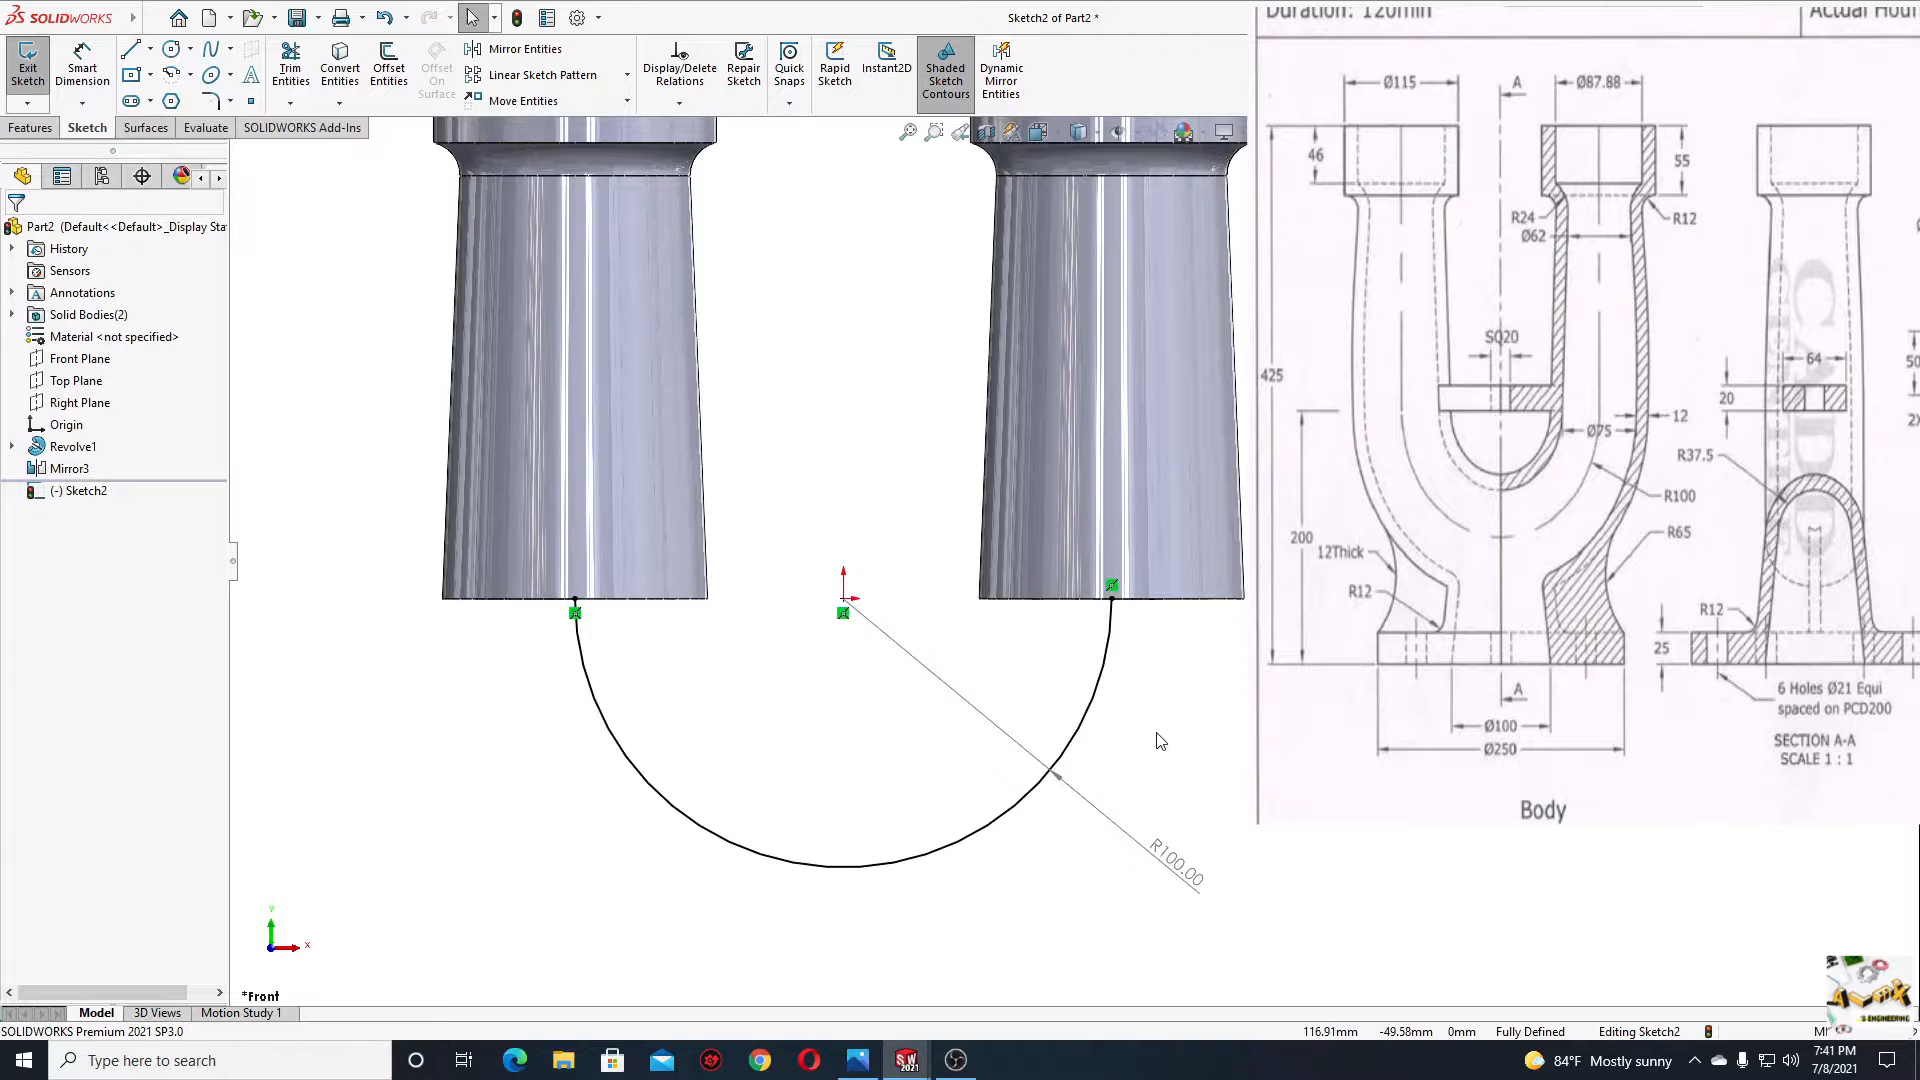 SOLIDWORKS
Sketch2 of Part2 *
Exit Sketch
Smart Dimension
Trim Entities
Convert Entities
Offset Entities
Offset On Surface
Mirror Entities
Linear Sketch Pattern
Move Entities
Display/Delete Relations
Repair Sketch
Quick Snaps
Rapid Sketch
Instant2D
Shaded Sketch Contours
Dynamic Mirror Entities
Features
Sketch
Surfaces
Evaluate
SOLIDWORKS Add-Ins
Part2 (Default<<Default>_Display Sta
History
Sensors
Annotations
Solid Bodies(2)
Material <not specified>
Front Plane
Top Plane
Right Plane
Origin
Revolve1
Mirror3
(-) Sketch2
R100.00
Y
X
*Front
Duration: 120min
Actual Hour
Ø115
A
Ø87.88
46
55
R24
Ø62
R12
SQ20
425
64
20
12
Ø75
R37.5
R100
200
12Thick
R65
R12
R12
25
A
Ø100
Ø250
6 Holes Ø21 Equi
spaced on PCD200
SECTION A-A
SCALE 1 : 1
Body
Model
3D Views
Motion Study 1
SOLIDWORKS Premium 2021 SP3.0
116.91mm
-49.58mm
0mm
Fully Defined
Editing Sketch2
Type here to search
84°F Mostly sunny
7:41 PM
7/8/2021